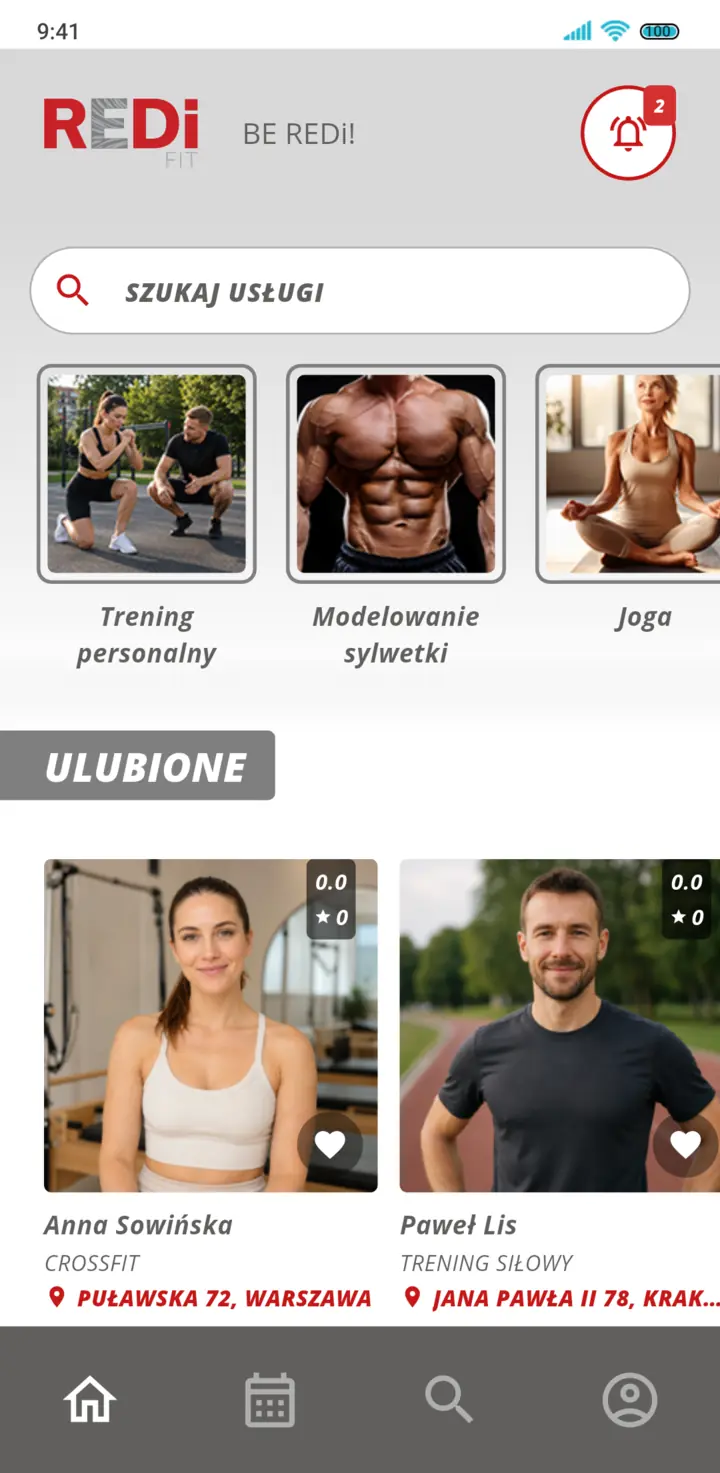 9:41
100
REDi
FIT
BE REDi!
2
SZUKAJ USŁUGI
Trening
personalny
Modelowanie
sylwetki
Joga
ULUBIONE
0.0
★ 0
0.0
★ 0
Anna Sowińska
CROSSFIT
PUŁAWSKA 72, WARSZAWA
Paweł Lis
TRENING SIŁOWY
JANA PAWŁA II 78, KRAK...